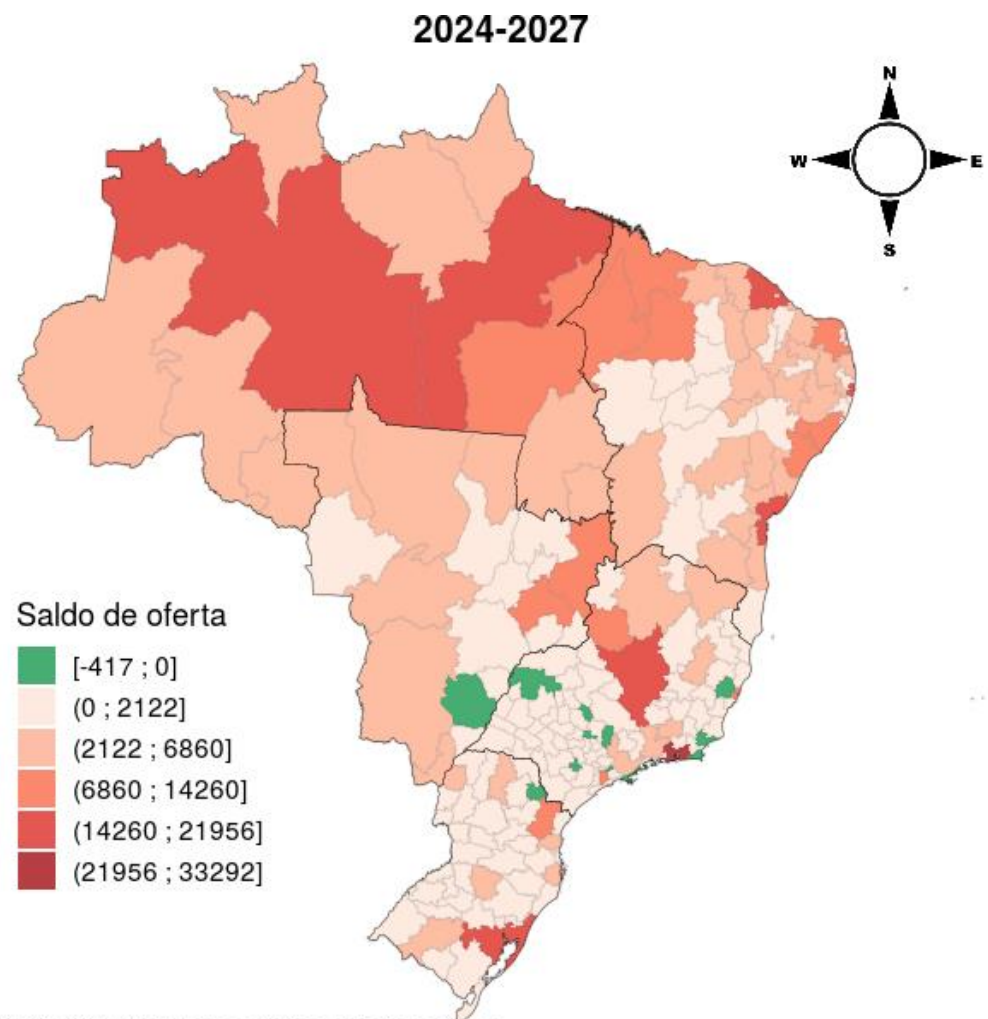 2024-2027
N
W E
S
Saldo de oferta
[-417 ; 0]
(0 ; 2122]
(2122 ; 6860]
(6860 ; 14260]
(14260 ; 21956]
(21956 ; 33292]